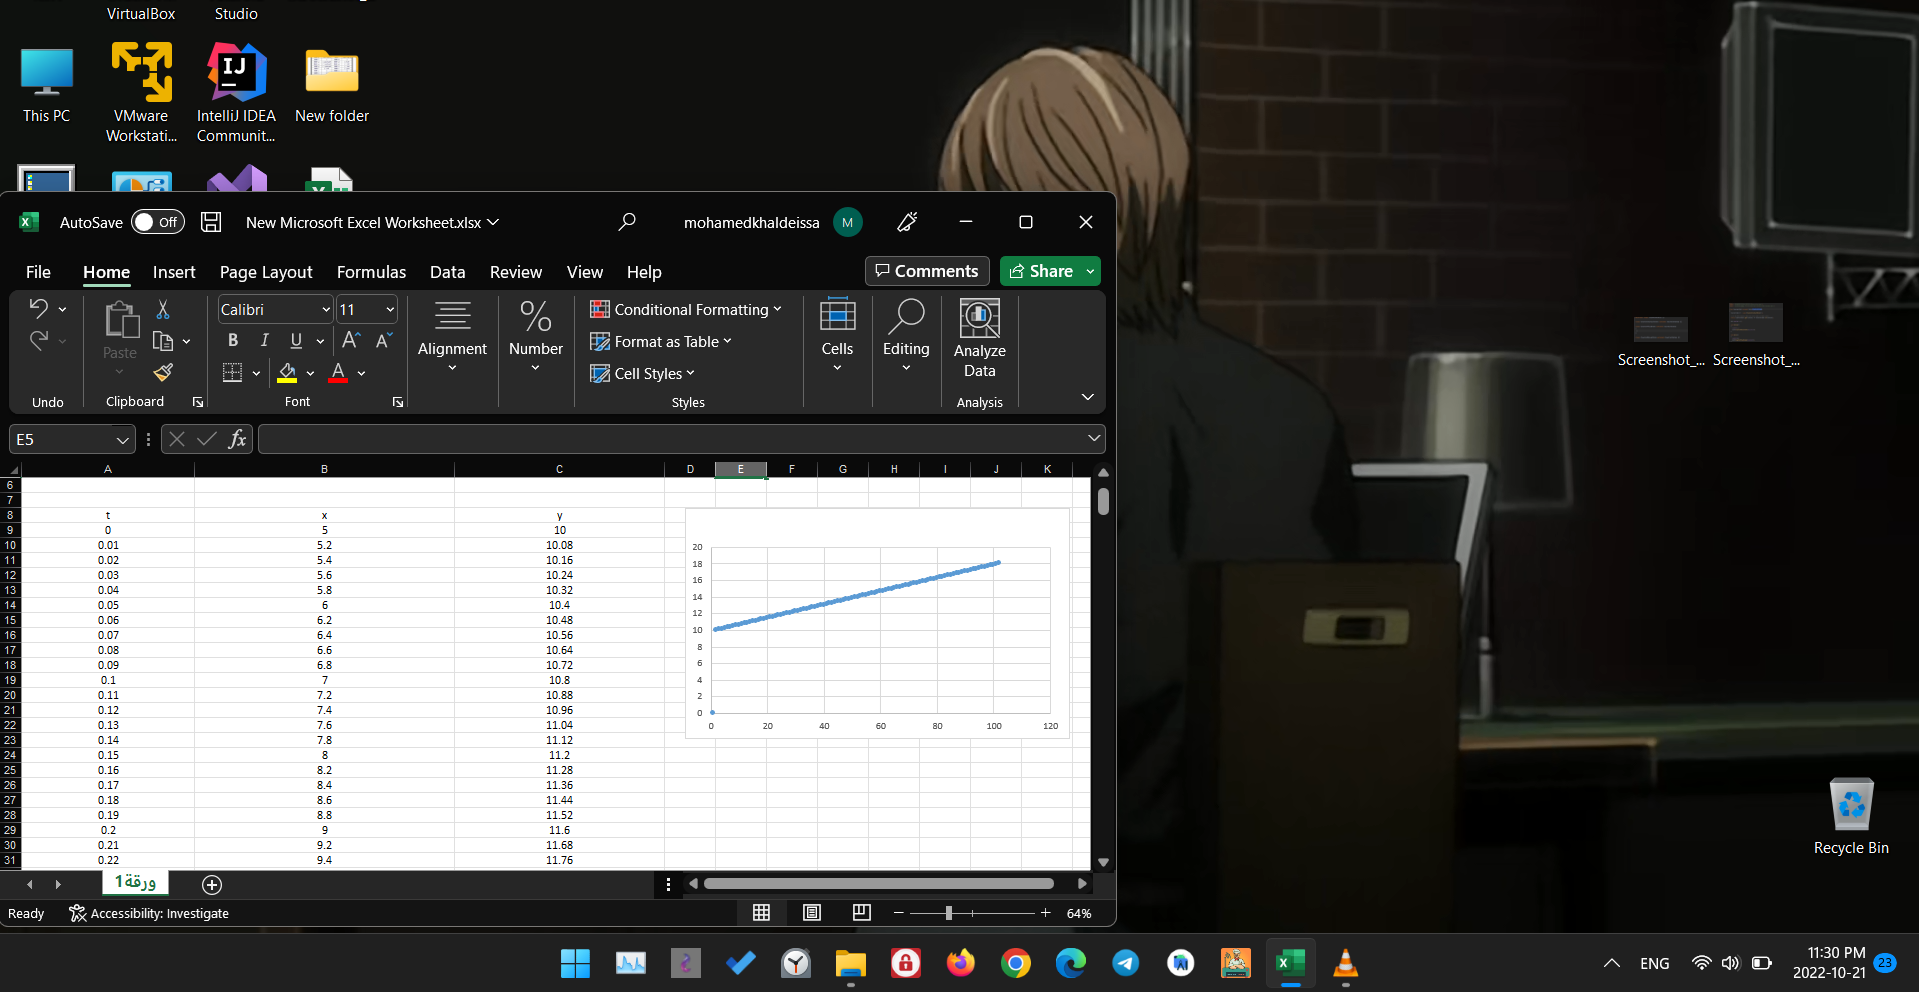 VirtualBox
Studio
This PC
VMware Workstati...
IntelliJ IDEA Communit...
New folder
AutoSave Off New Microsoft Excel Worksheet.xlsx mohamedkhaldeissa M
File Home Insert Page Layout Formulas Data Review View Help Comments Share
Calibri 11
Paste
B I U A A
A
Alignment
Number
Conditional Formatting
Format as Table
Cell Styles
Cells
Editing
Analyze Data
Undo Clipboard Font Styles Analysis
E5 fx
A B C D E F G H I J K
6
7
8 t x y
9 0 5 10
10 0.01 5.2 10.08
11 0.02 5.4 10.16
12 0.03 5.6 10.24
13 0.04 5.8 10.32
14 0.05 6 10.4
15 0.06 6.2 10.48
16 0.07 6.4 10.56
17 0.08 6.6 10.64
18 0.09 6.8 10.72
19 0.1 7 10.8
20 0.11 7.2 10.88
21 0.12 7.4 10.96
22 0.13 7.6 11.04
23 0.14 7.8 11.12
24 0.15 8 11.2
25 0.16 8.2 11.28
26 0.17 8.4 11.36
27 0.18 8.6 11.44
28 0.19 8.8 11.52
29 0.2 9 11.6
30 0.21 9.2 11.68
31 0.22 9.4 11.76
20
18
16
14
12
10
8
6
4
2
0
0 20 40 60 80 100 120
ورقة1
Ready Accessibility: Investigate 64%
Screenshot_... Screenshot_...
Recycle Bin
ENG
11:30 PM
2022-10-21 23